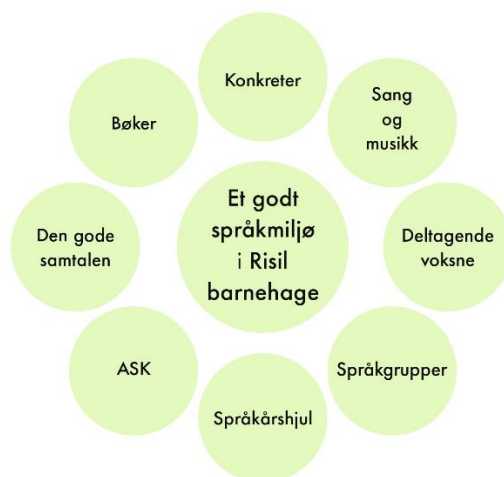 Konkreter
Sang
og
musikk
Bøker
Et godt
språkmiljø
i Risil
barnehage
Den gode
samtalen
Deltagende
voksne
ASK
Språkgrupper
Språkårshjul